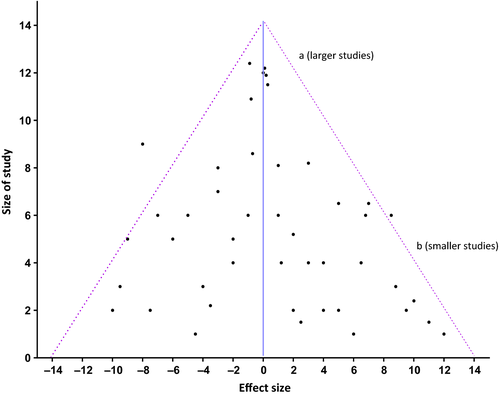 14
12
10
8
6
4
2
0
Size of study
a (larger studies)
b (smaller studies)
–14 –12 –10 –8 –6 –4 –2 0 2 4 6 8 10 12 14
Effect size